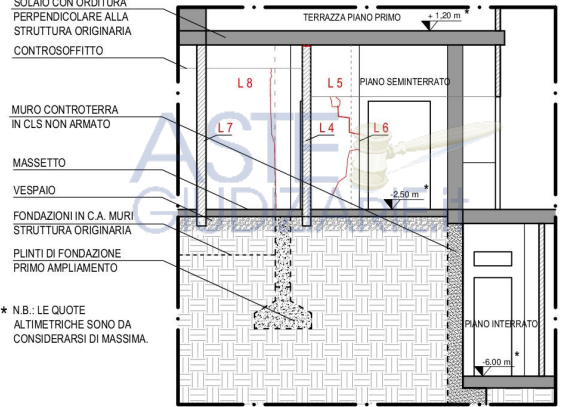 SOLAIO CON ORDITURA
PERPENDICOLARE ALLA
STRUTTURA ORIGINARIA
CONTROSOFFITTO
MURO CONTROTERRA
IN CLS NON ARMATO
MASSETTO
VESPAIO
FONDAZIONI IN C.A. MURI
STRUTTURA ORIGINARIA
PLINTI DI FONDAZIONE
PRIMO AMPLIAMENTO
* N.B.: LE QUOTE
ALTIMETRICHE SONO DA
CONSIDERARSI DI MASSIMA.
TERRAZZA PIANO PRIMO
+ 1,20 m *
L 8
L 5
PIANO SEMINTERRATO
L 7
L 4
L 6
-2.50 m *
PIANO INTERRATO
-6.00 m *
ASTE
GIUDIZIARIE.it